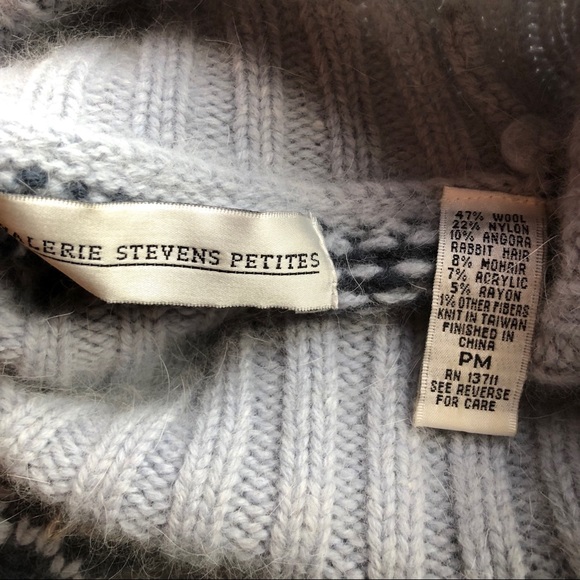 ALERIE STEVENS PETITES
47% WOOL
22% NYLON
10% ANGORA
RABBIT HAIR
8% MOHAIR
7% ACRYLIC
5% RAYON
1% OTHER FIBERS
KNIT IN TAIWAN
FINISHED IN
CHINA
PM
RN 13711
SEE REVERSE
FOR CARE